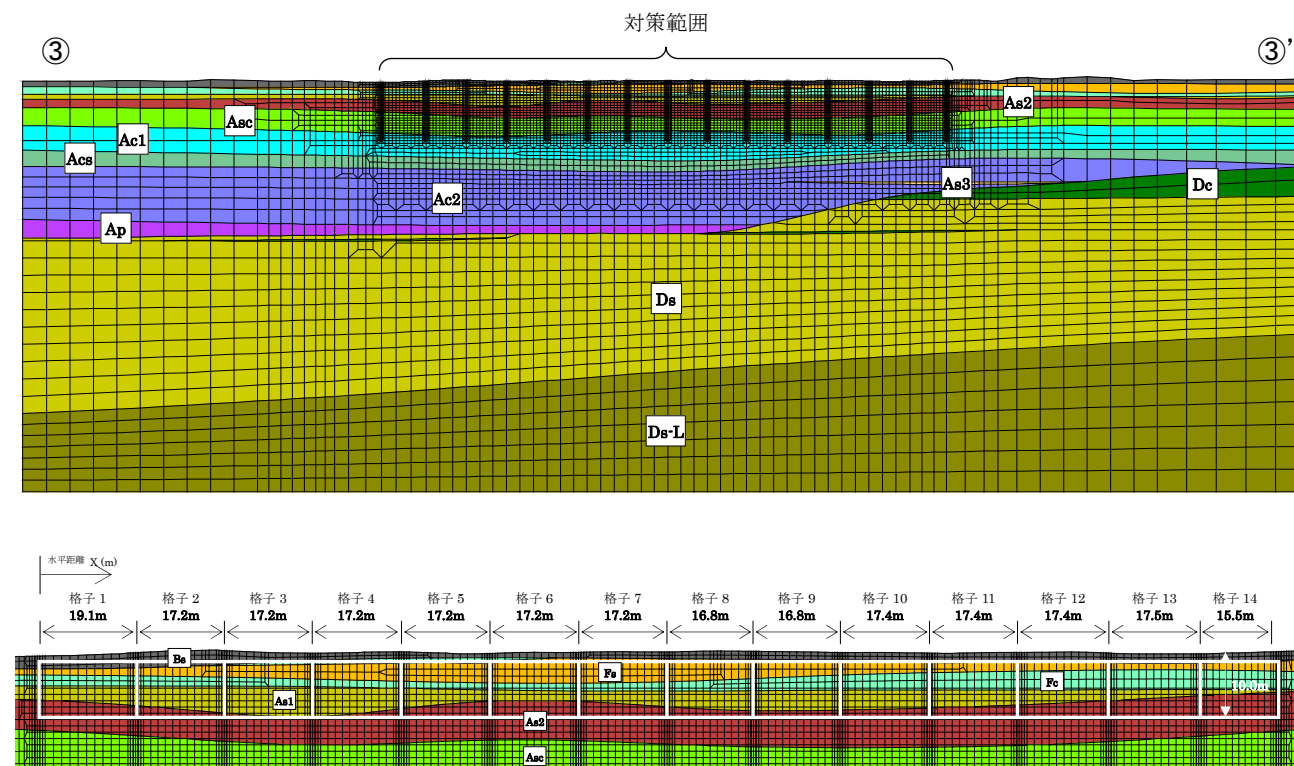 対策範囲
③ ③’
As2
Asc
Ac1
Acs
As3 Dc
Ac2
Ap
Ds
Ds-L
水平距離 X (m)
格子 1 格子 2 格子 3 格子 4 格子 5 格子 6 格子 7 格子 8 格子 9 格子 10 格子 11 格子 12 格子 13 格子 14
19.1m 17.2m 17.2m 17.2m 17.2m 17.2m 17.2m 16.8m 16.8m 17.4m 17.4m 17.4m 17.5m 15.5m
Bs
Fs Fc
10.0m
As1
As2
Asc